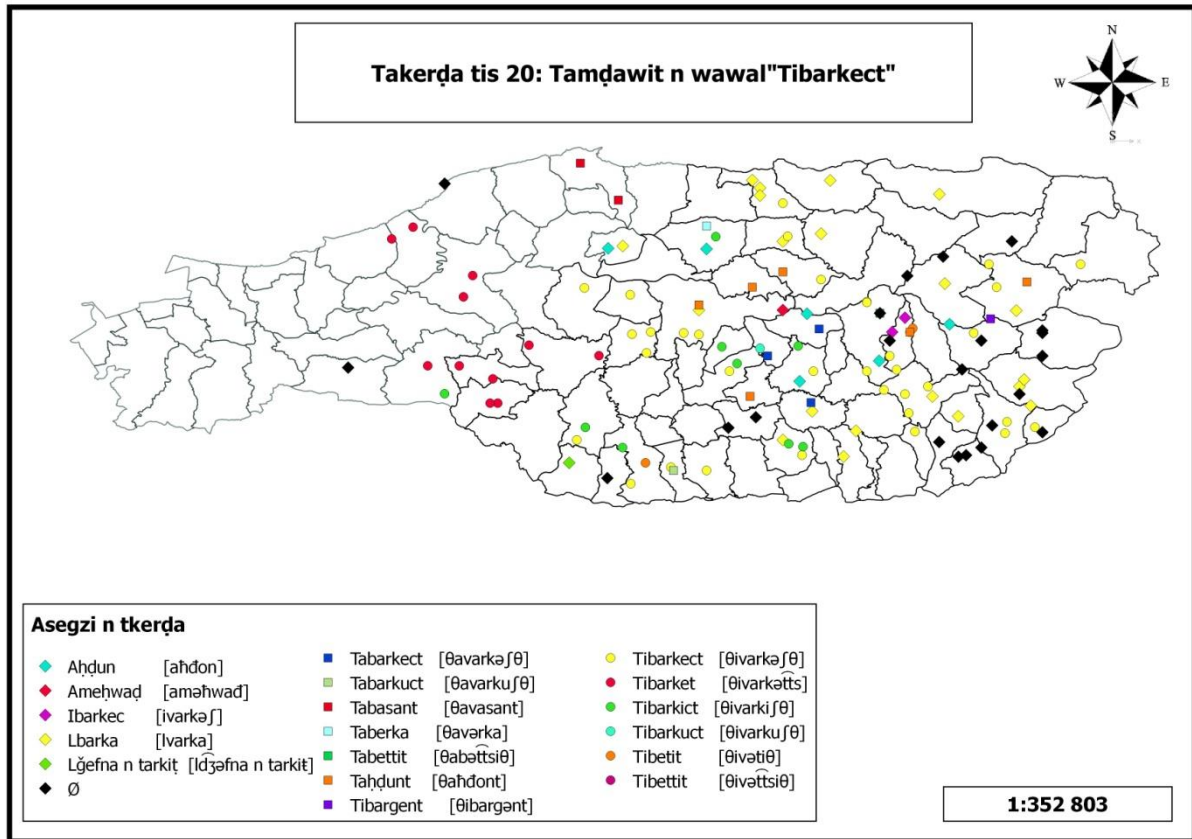 Takerḍa tis 20: Tamḍawit n wawal"Tibarkect"
N
W
E
S
Asegzi n tkerḍa
Aḥḍun [aħđon]
Ameḥwaḍ [aməħwađ]
Ibarkec [ivarkəʃ]
Lbarka [lvarka]
Lǧefna n tarkiṭ [ld͡ʒəfna n tarkiŧ]
Ø
Tabarkect [θavarkəʃθ]
Tabarkuct [θavarkuʃθ]
Tabasant [θavasant]
Taberka [θavərka]
Tabettit [θabət͡tsiθ]
Taḥḍunt [θaħđont]
Tibargent [θibargənt]
Tibarkect [θivarkəʃθ]
Tibarket [θivarkət͡ts]
Tibarkict [θivarkiʃθ]
Tibarkuct [θivarkuʃθ]
Tibetit [θivətiθ]
Tibettit [θivət͡tsiθ]
1:352 803